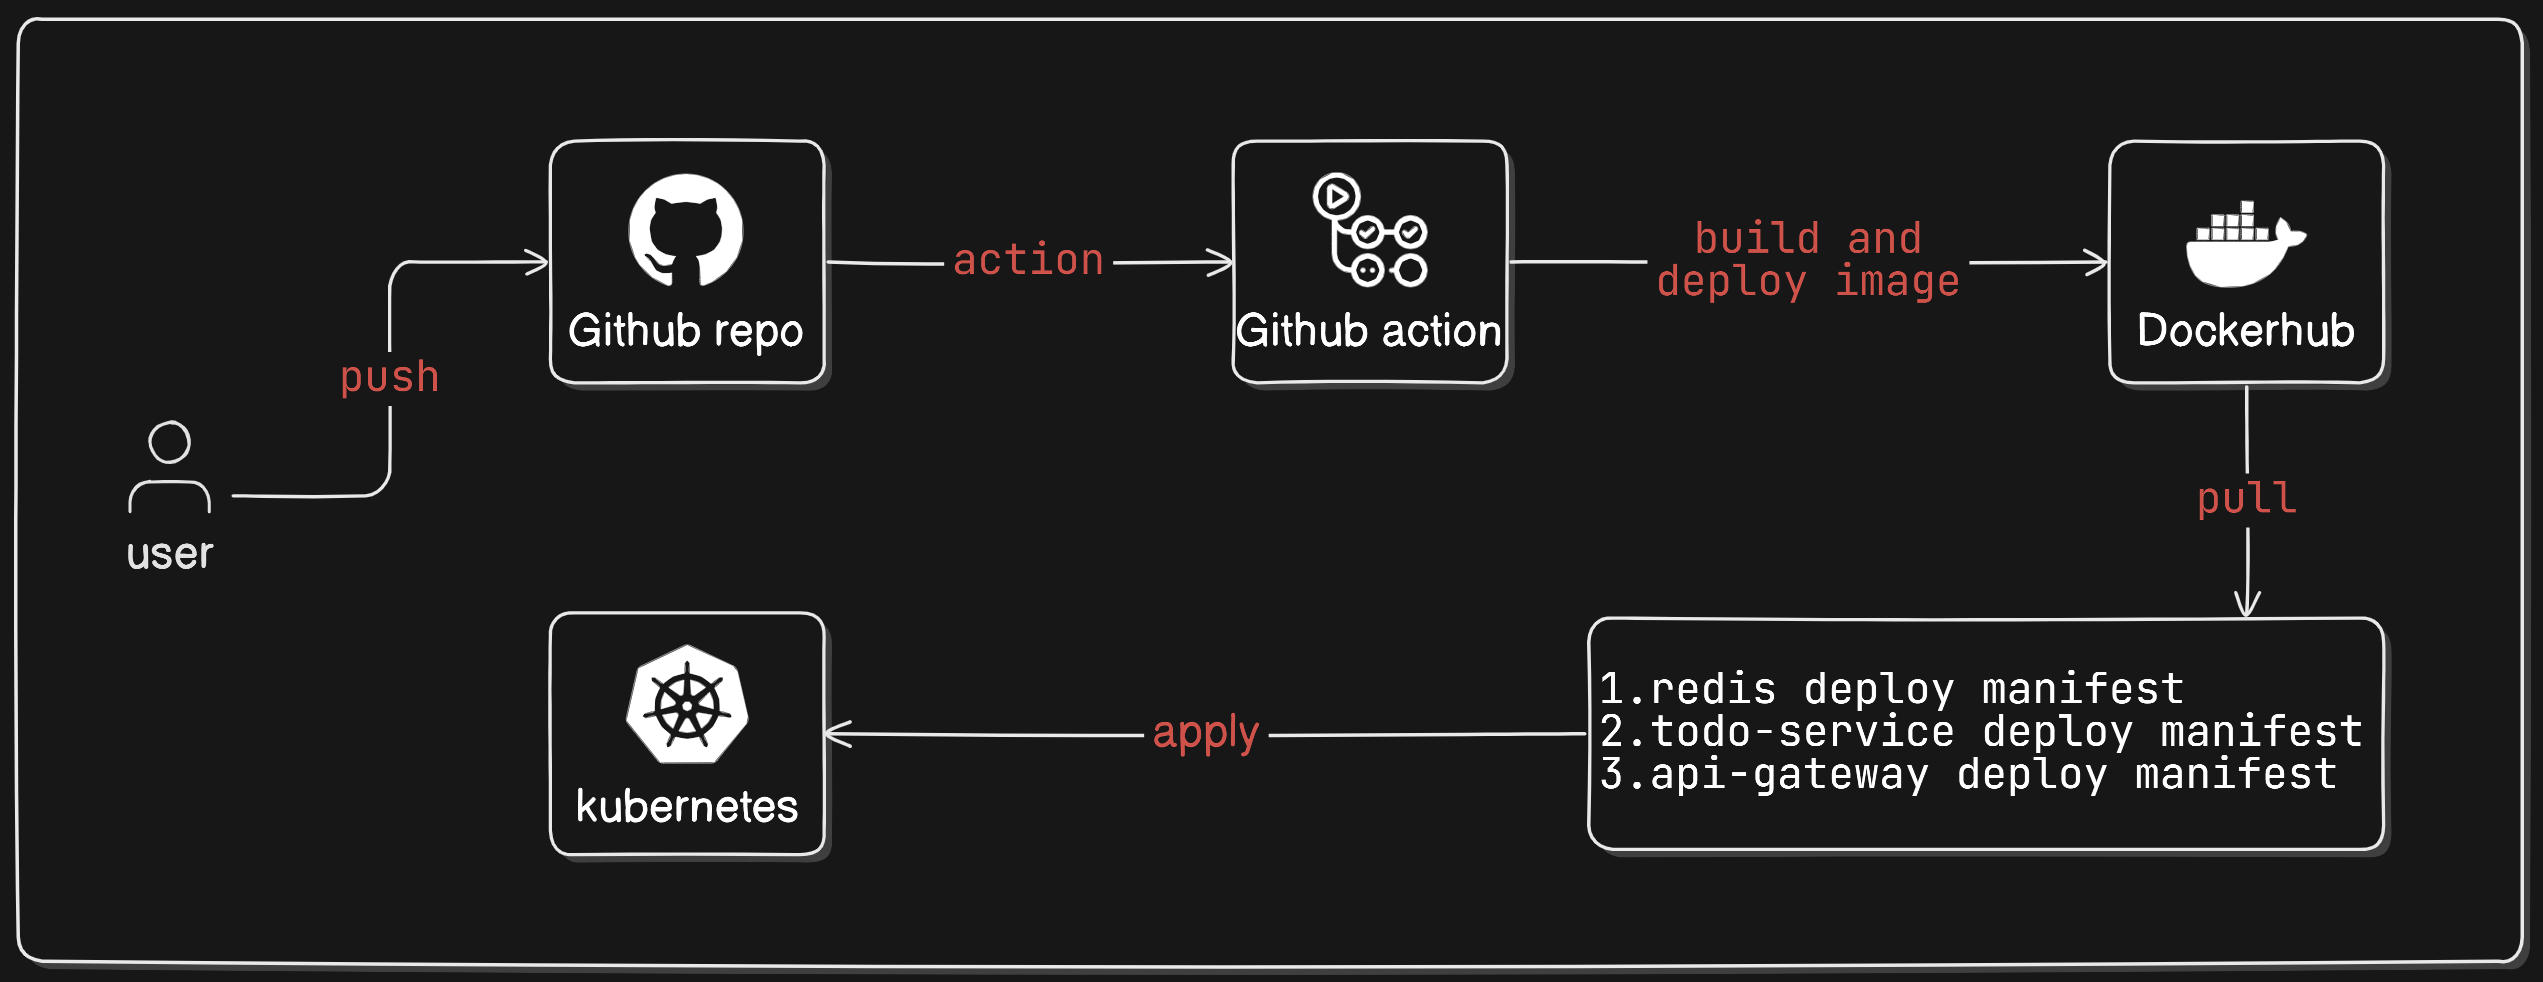 Github repo
action
Github action
build and
deploy image
Dockerhub
push
user
pull
1.redis deploy manifest
2.todo-service deploy manifest
3.api-gateway deploy manifest
apply
kubernetes